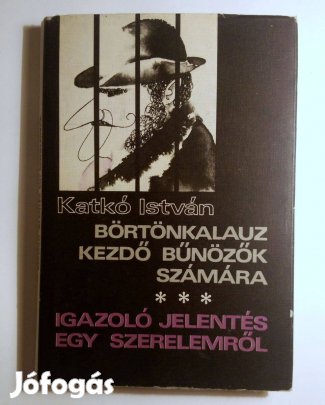 Katkó István
BÖRTÖNKALAUZ
KEZDŐ BŰNÖZŐK
SZÁMÁRA
***
IGAZOLÓ JELENTÉS
EGY SZERELEMRŐL
Jófogás